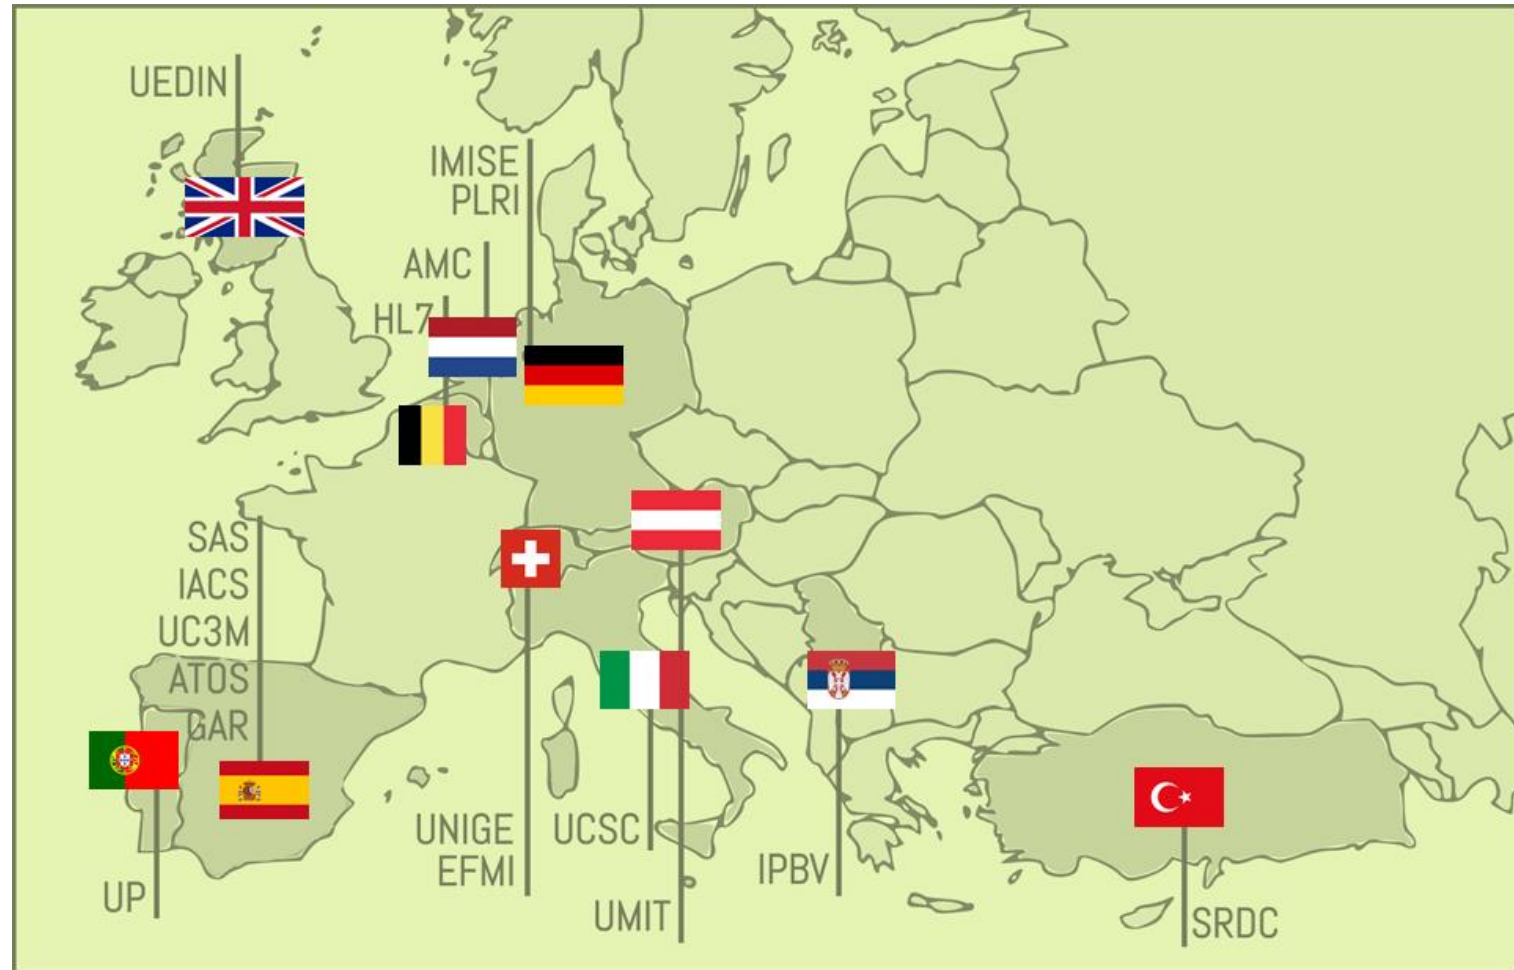 UEDIN
IMISE
PLRI
AMC
HL7
SAS
IACS
UC3M
ATOS
GAR
UP
UNIGE
EFMI
UCSC
UMIT
IPBV
SRDC